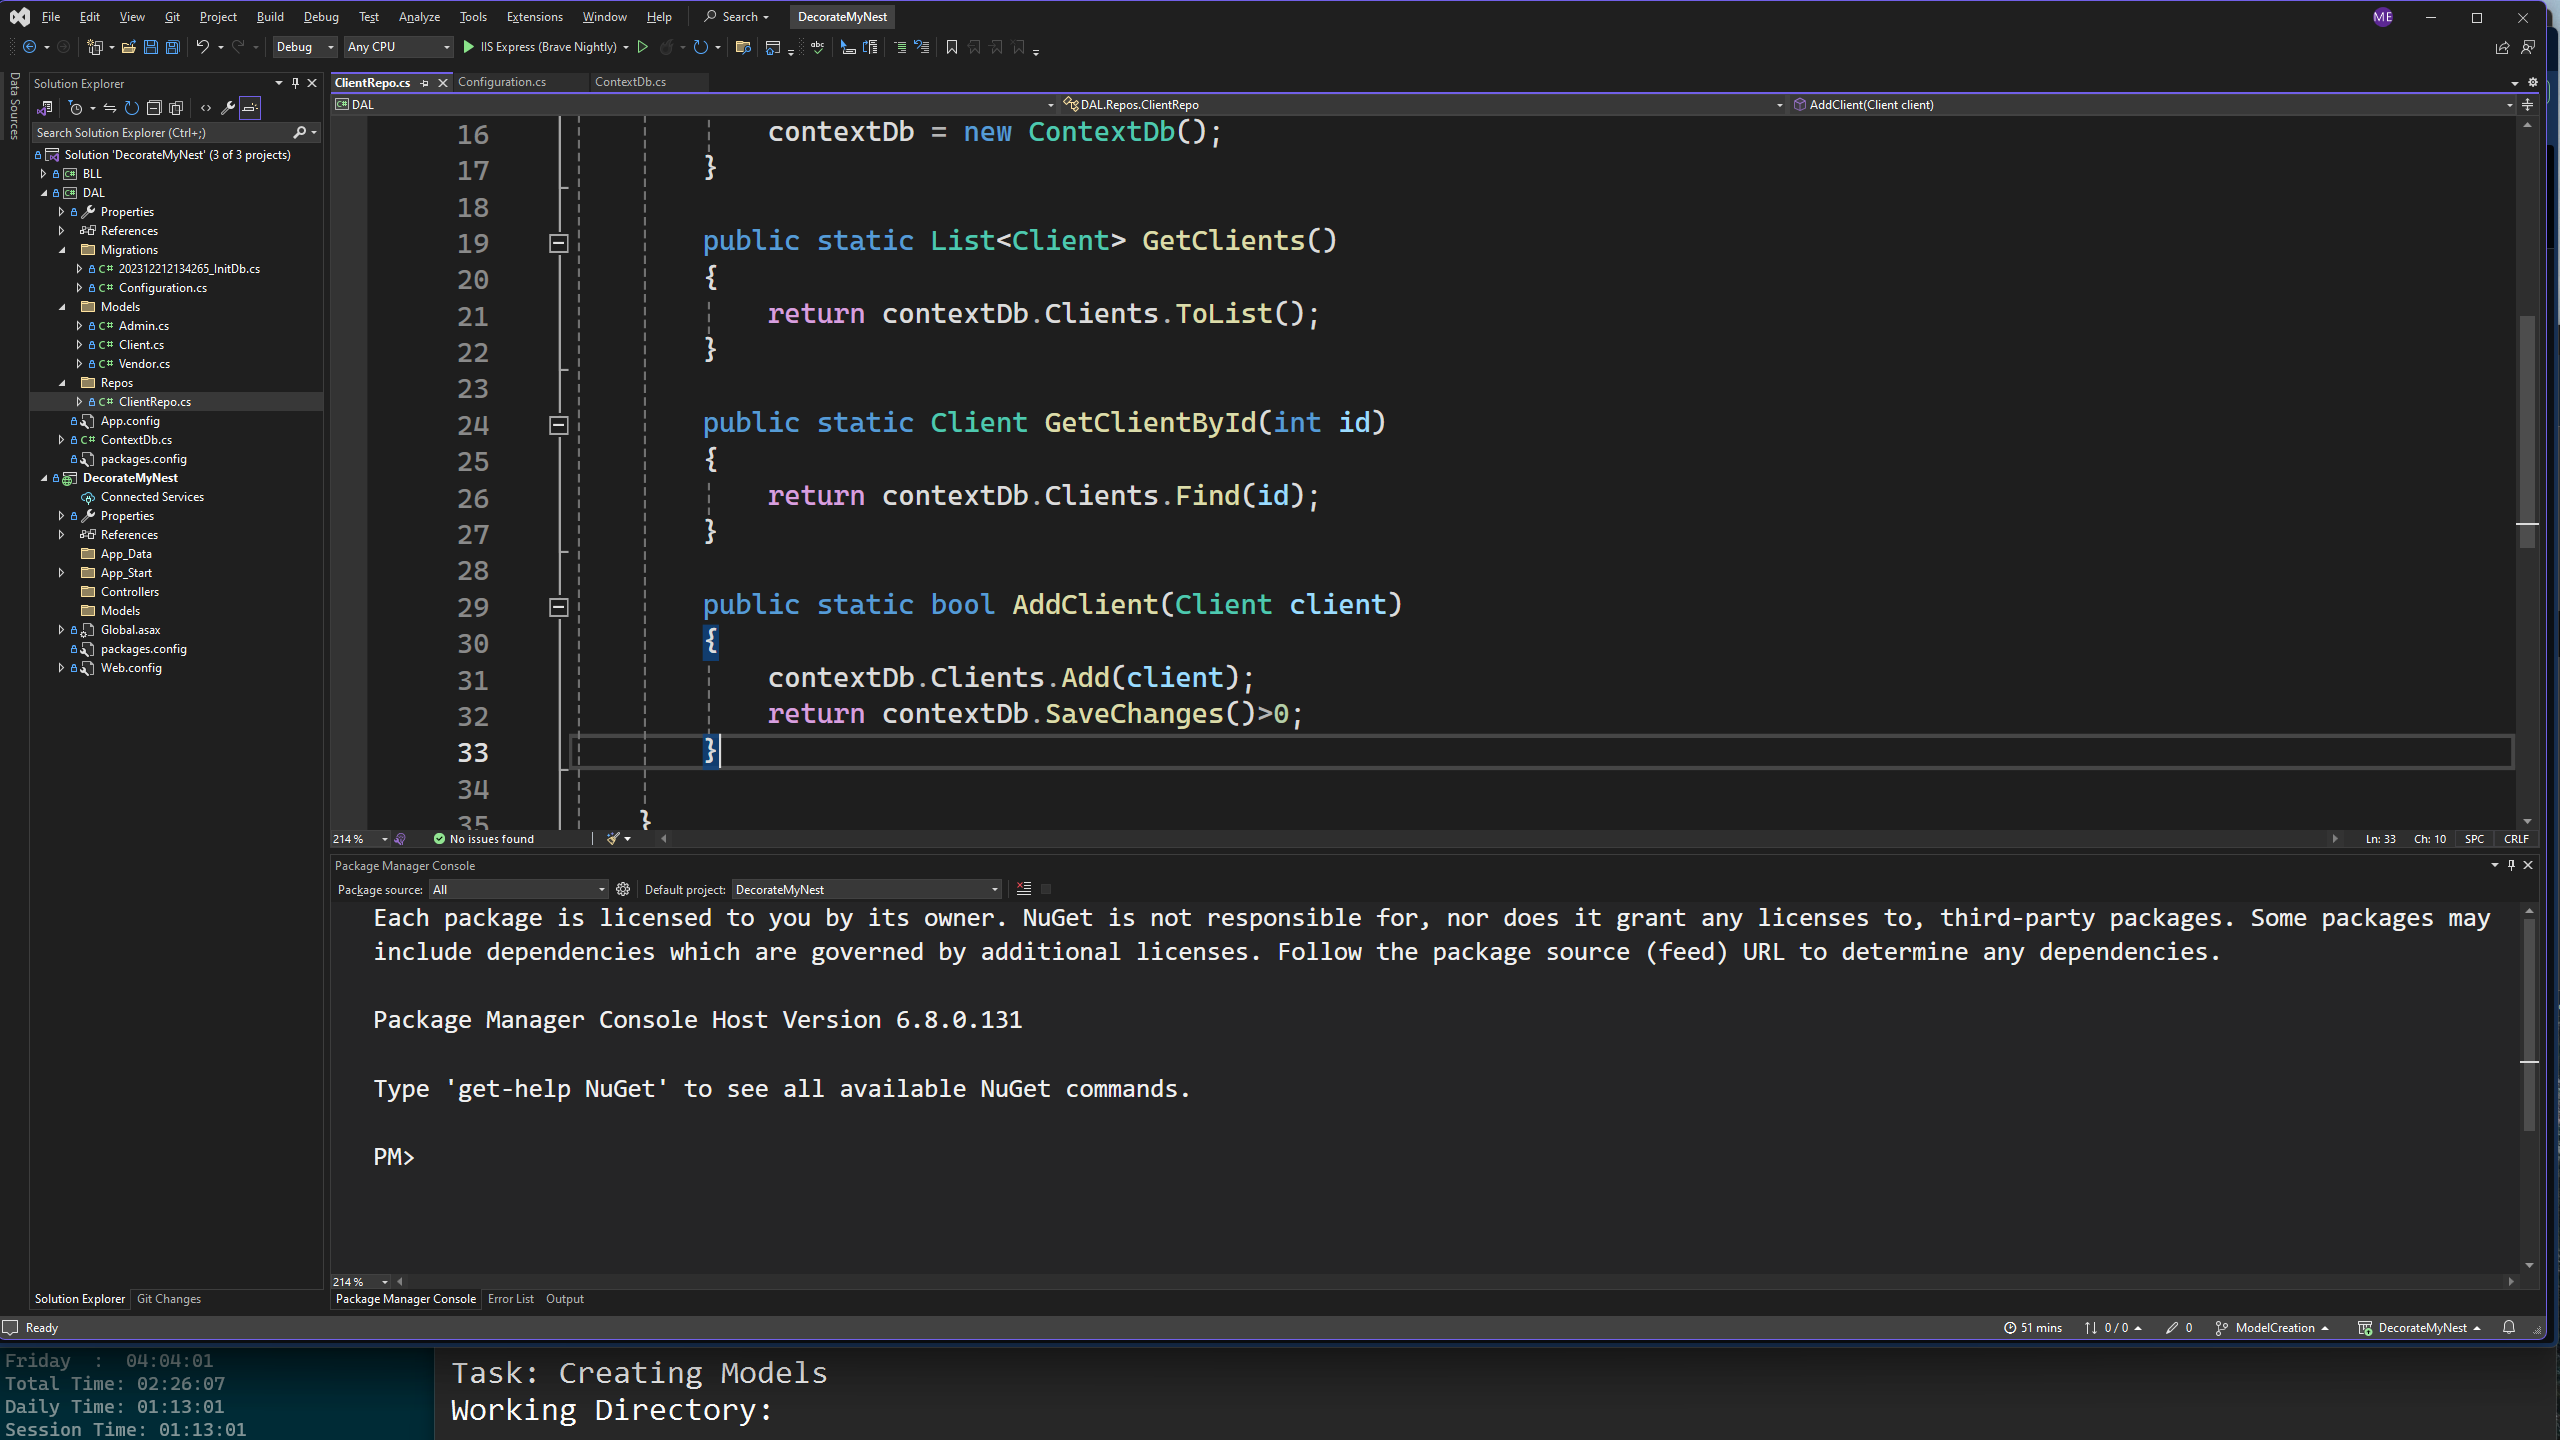 File Edit View Git Project Build Debug Test Analyze Tools Extensions Window Help Search DecorateMyNest ME
Debug Any CPU IIS Express (Brave Nightly)
Data Sources
Solution Explorer
Search Solution Explorer (Ctrl+;)
Solution 'DecorateMyNest' (3 of 3 projects)
BLL
DAL
Properties
References
Migrations
C# 202312212134265_InitDb.cs
C# Configuration.cs
Models
C# Admin.cs
C# Client.cs
C# Vendor.cs
Repos
C# ClientRepo.cs
App.config
C# ContextDb.cs
packages.config
DecorateMyNest
Connected Services
Properties
References
App_Data
App_Start
Controllers
Models
Global.asax
packages.config
Web.config
Solution Explorer Git Changes
ClientRepo.cs Configuration.cs ContextDb.cs
C# DAL DAL.Repos.ClientRepo AddClient(Client client)
16 contextDb = new ContextDb();
17 }
18
19 public static List<Client> GetClients()
20 {
21 return contextDb.Clients.ToList();
22 }
23
24 public static Client GetClientById(int id)
25 {
26 return contextDb.Clients.Find(id);
27 }
28
29 public static bool AddClient(Client client)
30 {
31 contextDb.Clients.Add(client);
32 return contextDb.SaveChanges()>0;
33 }
34
35 }
214 % No issues found Ln: 33 Ch: 10 SPC CRLF
Package Manager Console
Package source: All Default project: DecorateMyNest
Each package is licensed to you by its owner. NuGet is not responsible for, nor does it grant any licenses to, third-party packages. Some packages may
include dependencies which are governed by additional licenses. Follow the package source (feed) URL to determine any dependencies.
Package Manager Console Host Version 6.8.0.131
Type 'get-help NuGet' to see all available NuGet commands.
PM>
214 %
Package Manager Console Error List Output
Ready 51 mins 0 / 0 0 ModelCreation DecorateMyNest
Friday : 04:04:01
Total Time: 02:26:07
Daily Time: 01:13:01
Session Time: 01:13:01
Task: Creating Models
Working Directory: